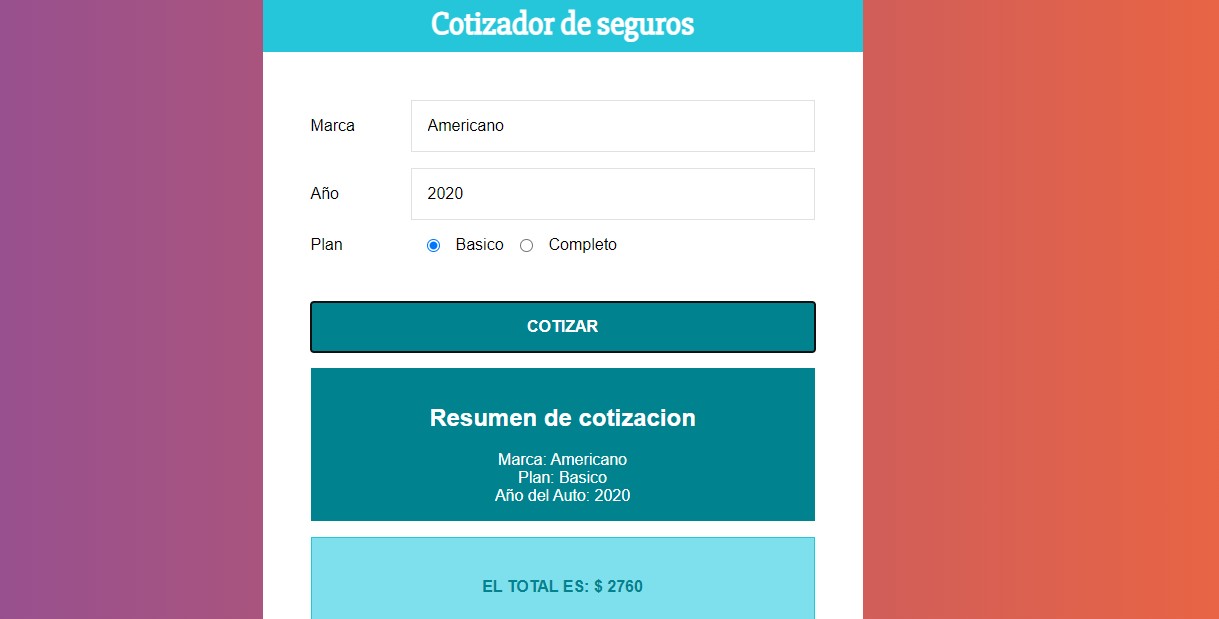 Cotizador de seguros
Marca Americano
Año 2020
Plan Basico Completo
COTIZAR
Resumen de cotizacion
Marca: Americano
Plan: Basico
Año del Auto: 2020
EL TOTAL ES: $ 2760